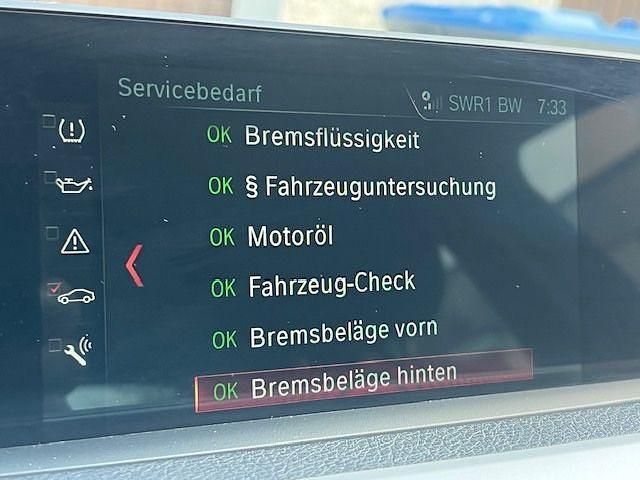 Servicebedarf
SWR1 BW 7:33
OK Bremsflüssigkeit
OK § Fahrzeuguntersuchung
OK Motoröl
OK Fahrzeug-Check
OK Bremsbeläge vorn
OK Bremsbeläge hinten